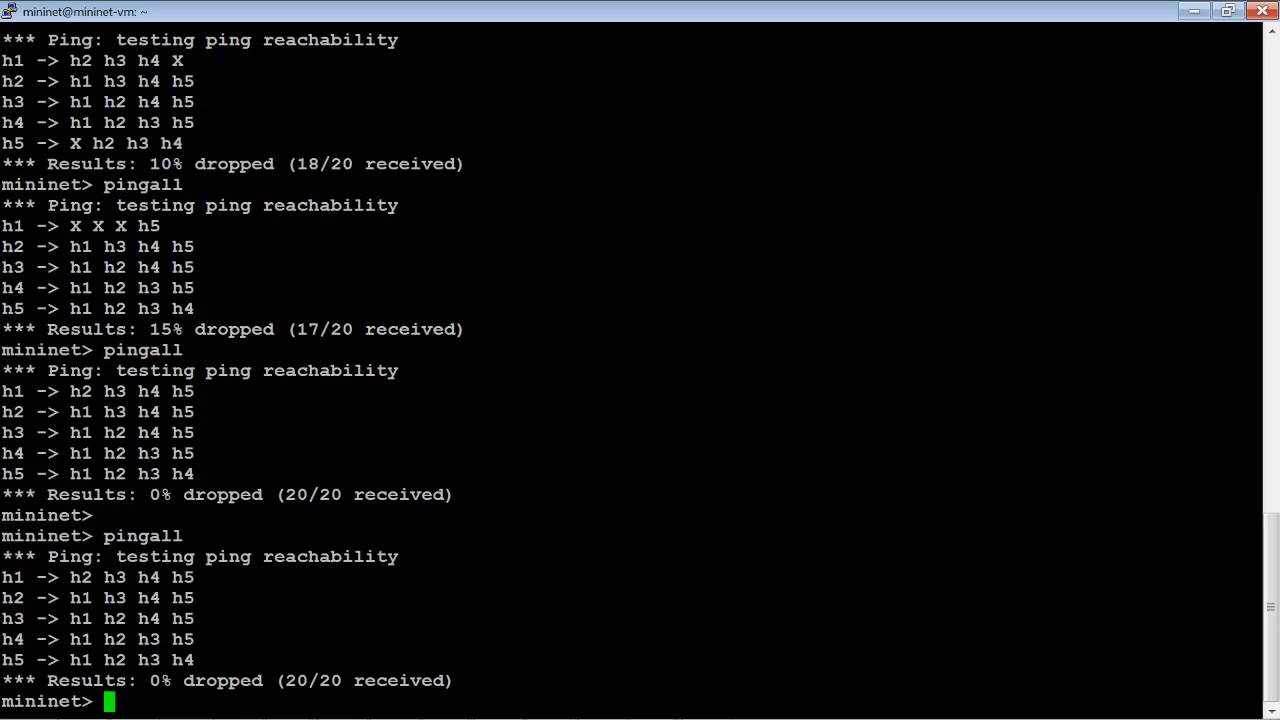 mininet@mininet-vm: ~
*** Ping: testing ping reachability
h1 -> h2 h3 h4 X
h2 -> h1 h3 h4 h5
h3 -> h1 h2 h4 h5
h4 -> h1 h2 h3 h5
h5 -> X h2 h3 h4
*** Results: 10% dropped (18/20 received)
mininet> pingall
*** Ping: testing ping reachability
h1 -> X X X h5
h2 -> h1 h3 h4 h5
h3 -> h1 h2 h4 h5
h4 -> h1 h2 h3 h5
h5 -> h1 h2 h3 h4
*** Results: 15% dropped (17/20 received)
mininet> pingall
*** Ping: testing ping reachability
h1 -> h2 h3 h4 h5
h2 -> h1 h3 h4 h5
h3 -> h1 h2 h4 h5
h4 -> h1 h2 h3 h5
h5 -> h1 h2 h3 h4
*** Results: 0% dropped (20/20 received)
mininet>
mininet> pingall
*** Ping: testing ping reachability
h1 -> h2 h3 h4 h5
h2 -> h1 h3 h4 h5
h3 -> h1 h2 h4 h5
h4 -> h1 h2 h3 h5
h5 -> h1 h2 h3 h4
*** Results: 0% dropped (20/20 received)
mininet>